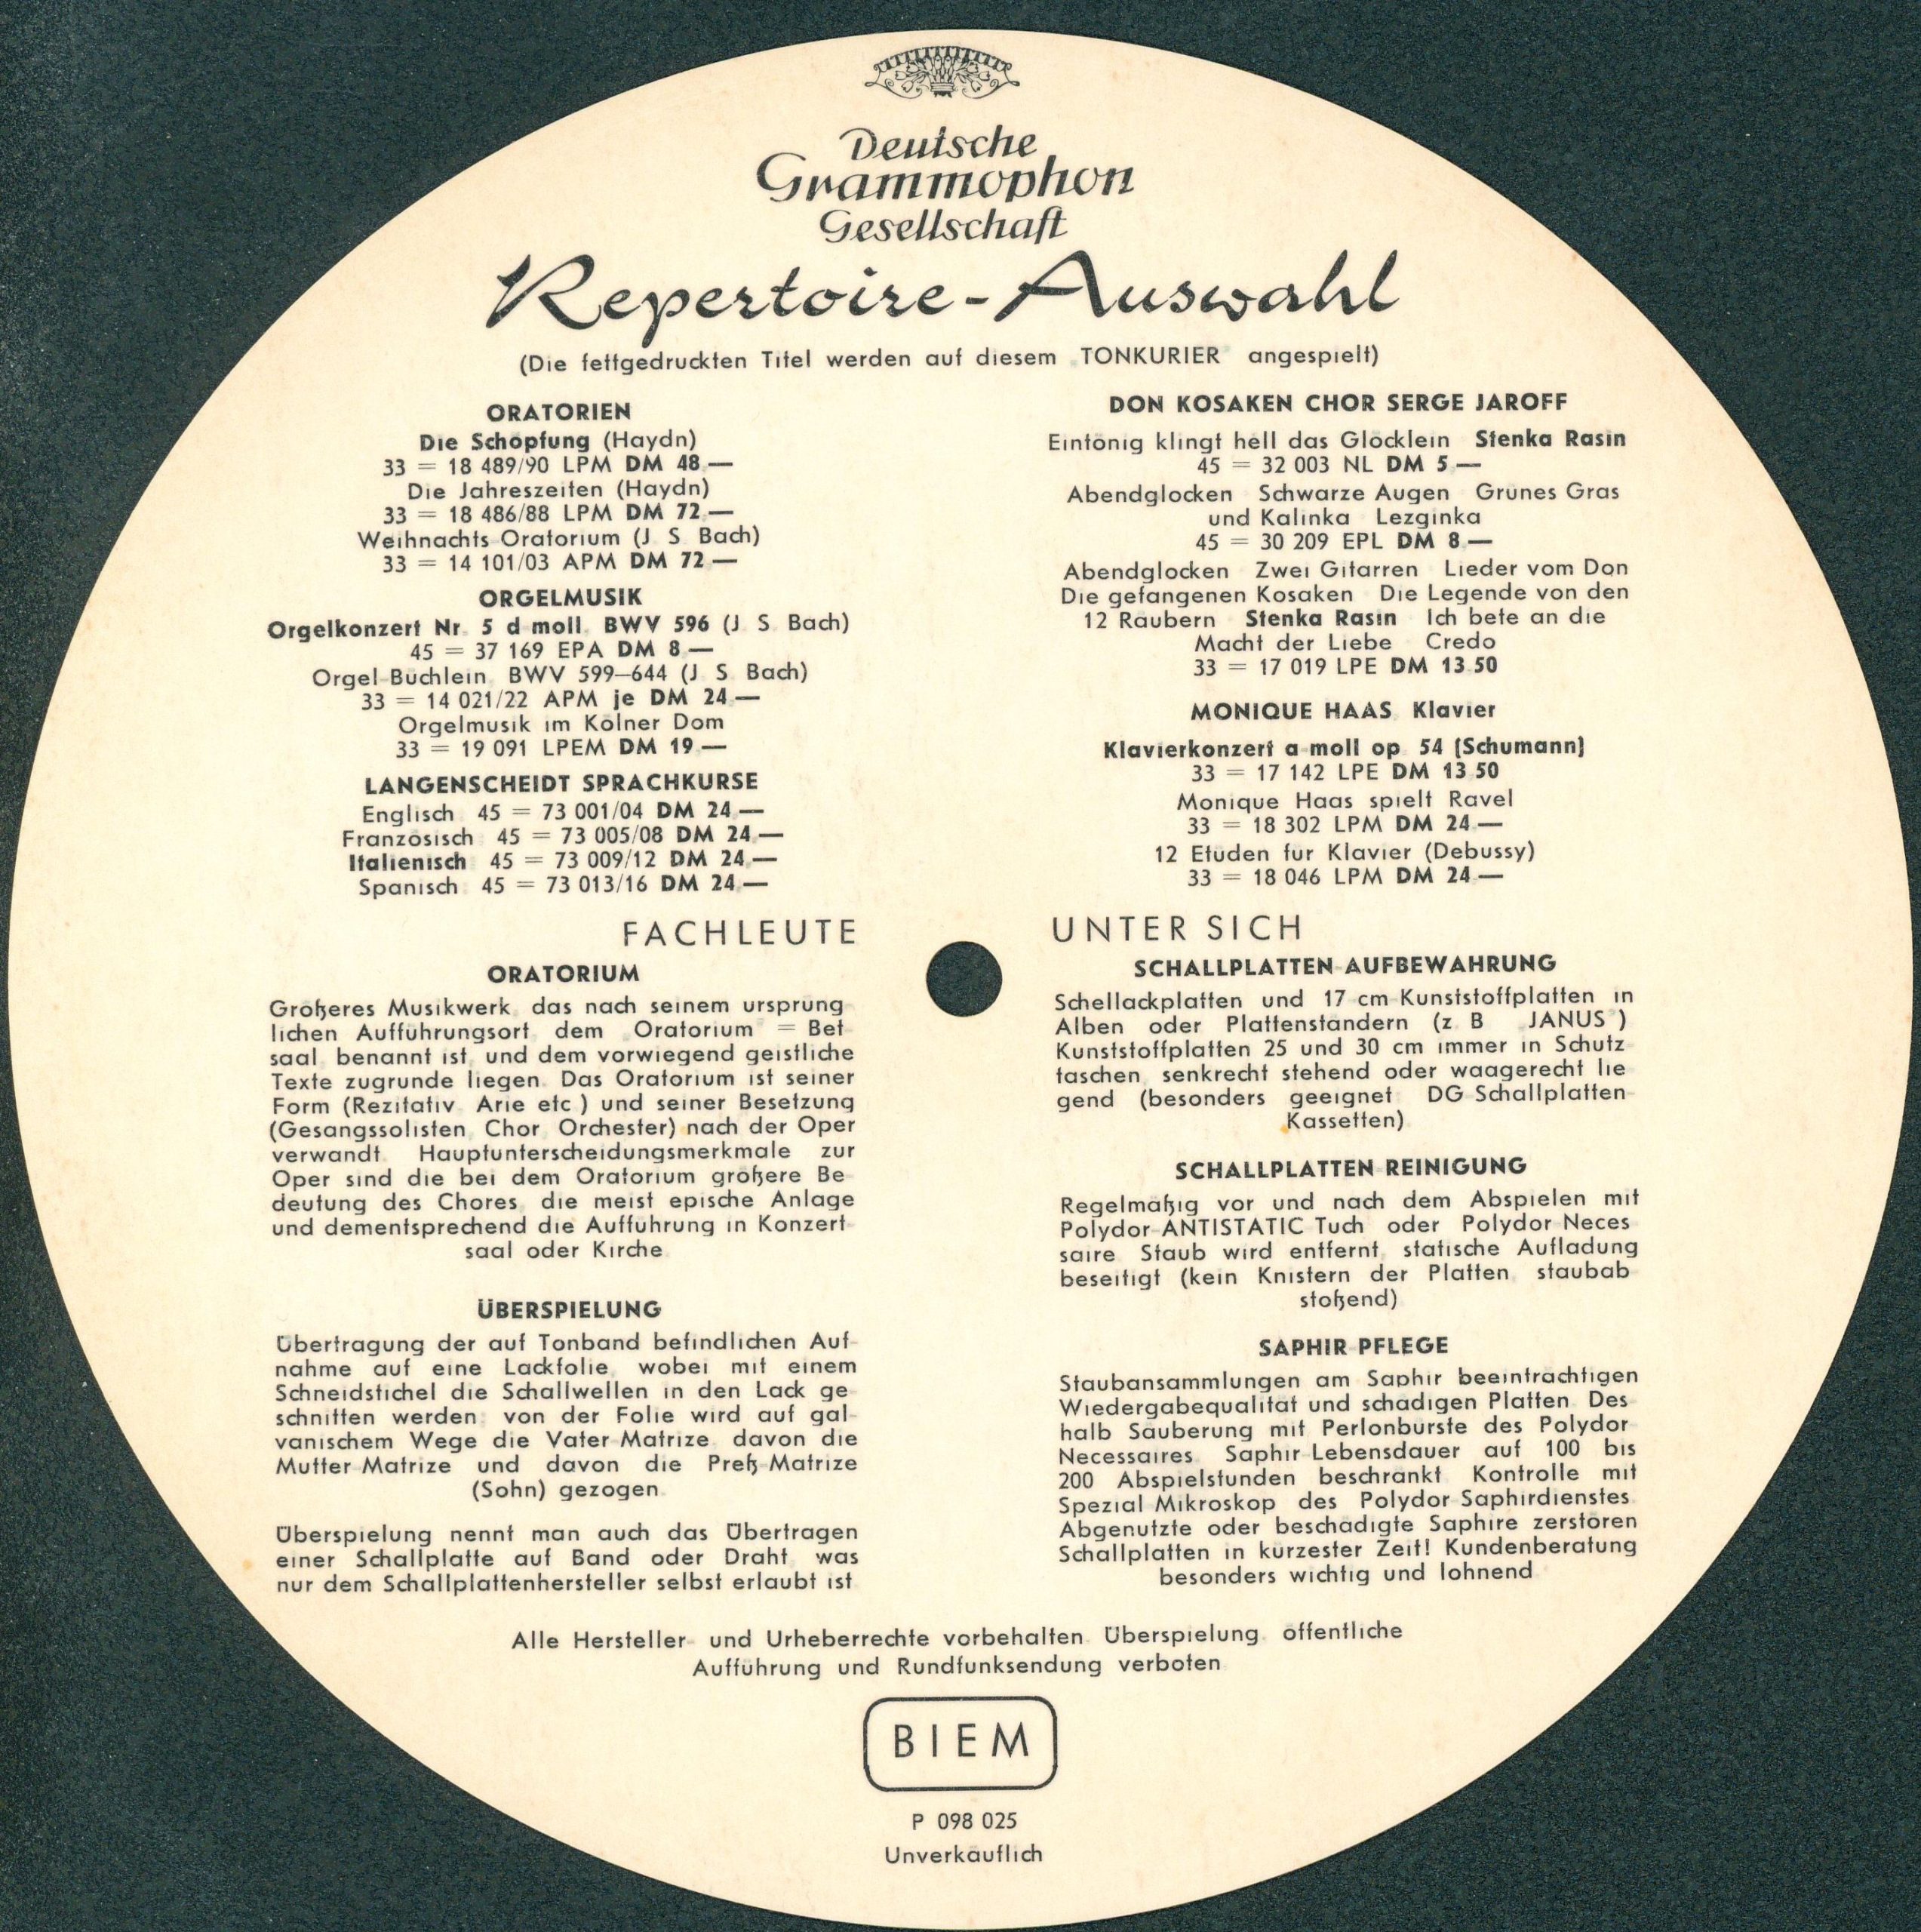 Deutsche
Grammophon
Gesellschaft
Repertoire-Auswahl
(Die fettgedruckten Titel werden auf diesem TONKURIER angespielt)
ORATORIEN
Die Schöpfung (Haydn)
33 = 18 489/90 LPM DM 48,—
Die Jahreszeiten (Haydn)
33 = 18 486/88 LPM DM 72,—
Weihnachts-Oratorium (J. S. Bach)
33 = 14 101/03 APM DM 72,—
ORGELMUSIK
Orgelkonzert Nr. 5 d-moll, BWV 596 (J. S. Bach)
45 = 37 169 EPA DM 8,—
Orgel-Büchlein, BWV 599–644 (J. S. Bach)
33 = 14 021/22 APM je DM 24,—
Orgelmusik im Kölner Dom
33 = 19 091 LPEM DM 19,—
LANGENSCHEIDT SPRACHKURSE
Englisch: 45 = 73 001/04 DM 24,—
Französisch: 45 = 73 005/08 DM 24,—
Italienisch: 45 = 73 009/12 DM 24,—
Spanisch: 45 = 73 013/16 DM 24,—
DON KOSAKEN CHOR SERGE JAROFF
Eintönig klingt hell das Glöcklein · Stenka Rasin
45 = 32 003 NL DM 5,—
Abendglocken · Schwarze Augen · Grünes Gras
und Kalinka · Lezginka
45 = 30 209 EPL DM 8,—
Abendglocken · Zwei Gitarren · Lieder vom Don
Die gefangenen Kosaken · Die Legende von den
12 Räubern · Stenka Rasin · Ich bete an die
Macht der Liebe · Credo
33 = 17 019 LPE DM 13,50
MONIQUE HAAS, Klavier
Klavierkonzert a-moll op. 54 (Schumann)
33 = 17 142 LPE DM 13,50
Monique Haas spielt Ravel
33 = 18 302 LPM DM 24,—
12 Etüden für Klavier (Debussy)
33 = 18 046 LPM DM 24,—
FACHLEUTE UNTER SICH
ORATORIUM
Größeres Musikwerk, das nach seinem ursprüng-
lichen Aufführungsort, dem „Oratorium" = Bet-
saal, benannt ist, und dem vorwiegend geistliche
Texte zugrunde liegen. Das Oratorium ist seiner
Form (Rezitativ, Arie etc.) und seiner Besetzung
(Gesangssolisten, Chor, Orchester) nach der Oper
verwandt. Hauptunterscheidungsmerkmale zur
Oper sind die bei dem Oratorium größere Be-
deutung des Chores, die meist epische Anlage
und dementsprechend die Aufführung in Konzert-
saal oder Kirche.
ÜBERSPIELUNG
Übertragung der auf Tonband befindlichen Auf-
nahme auf eine Lackfolie, wobei mit einem
Schneidstichel die Schallwellen in den Lack ge-
schnitten werden; von der Folie wird auf gal-
vanischem Wege die Vater-Matrize, davon die
Mutter-Matrize und davon die Preß-Matrize
(Sohn) gezogen.
Überspielung nennt man auch das Übertragen
einer Schallplatte auf Band oder Draht, was
nur dem Schallplattenhersteller selbst erlaubt ist.
SCHALLPLATTEN-AUFBEWAHRUNG
Schellackplatten und 17 cm-Kunststoffplatten in
Alben oder Plattenständern (z. B. „JANUS").
Kunststoffplatten 25 und 30 cm immer in Schutz-
taschen, senkrecht stehend oder waagerecht lie-
gend (besonders geeignet: DG-Schallplatten-
Kassetten).
SCHALLPLATTEN-REINIGUNG
Regelmäßig vor und nach dem Abspielen mit
Polydor-ANTISTATIC-Tuch oder Polydor-Neces-
saire. Staub wird entfernt, statische Aufladung
beseitigt (kein Knistern der Platten, staubab-
stoßend).
SAPHIR-PFLEGE
Staubansammlungen am Saphir beeinträchtigen
Wiedergabequalität und schädigen Platten. Des-
halb Säuberung mit Perlonbürste des Polydor-
Necessaires. Saphir-Lebensdauer auf 100 bis
200 Abspielstunden beschränkt. Kontrolle mit
Spezial-Mikroskop des Polydor-Saphirdienstes.
Abgenutzte oder beschädigte Saphire zerstören
Schallplatten in kürzester Zeit! Kundenberatung
besonders wichtig und lohnend.
Alle Hersteller- und Urheberrechte vorbehalten. Überspielung, öffentliche
Aufführung und Rundfunksendung verboten.
BIEM
P 098 025
Unverkäuflich